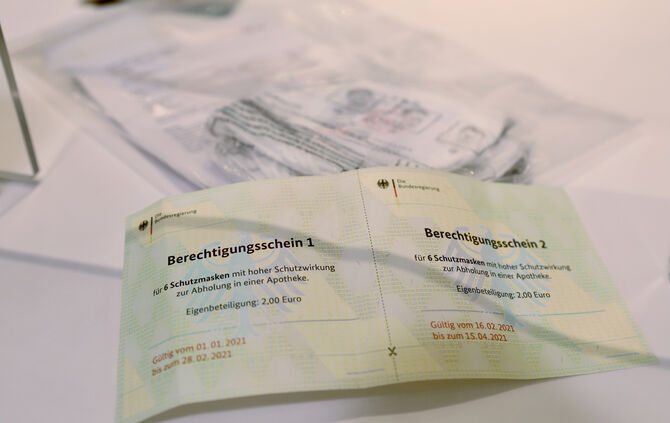 Die
Bundesregierung
Berechtigungsschein 1
für 6 Schutzmasken mit hoher Schutzwirkung
zur Abholung in einer Apotheke.
Eigenbeteiligung: 2,00 Euro
Gültig vom 01.01.2021
bis zum 28.02.2021
Die
Bundesregierung
Berechtigungsschein 2
für 6 Schutzmasken mit hoher Schutzwirkung
zur Abholung in einer Apotheke.
Eigenbeteiligung: 2,00 Euro
Gültig vom 16.02.2021
bis zum 15.04.2021